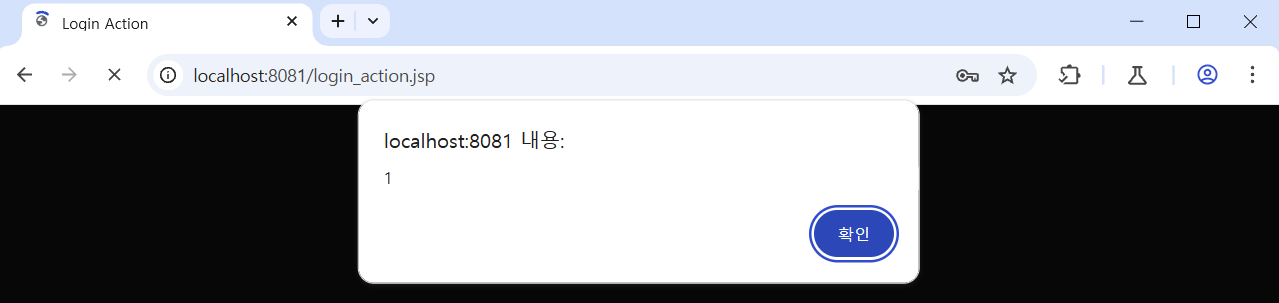 Login Action
localhost:8081/login_action.jsp
localhost:8081 내용:
1
확인